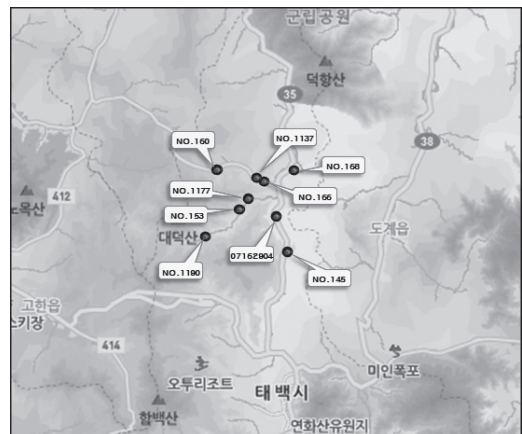 군립공원
덕항산
35
38
NO.1137
NO.160
NO.168
NO.166
NO.1177
412
노목산
NO.153
대덕산
도계읍
07162904
NO.1190
NO.145
고한읍
스키장
414
오투리조트
미인폭포
태백시
함백산
연화산유원지